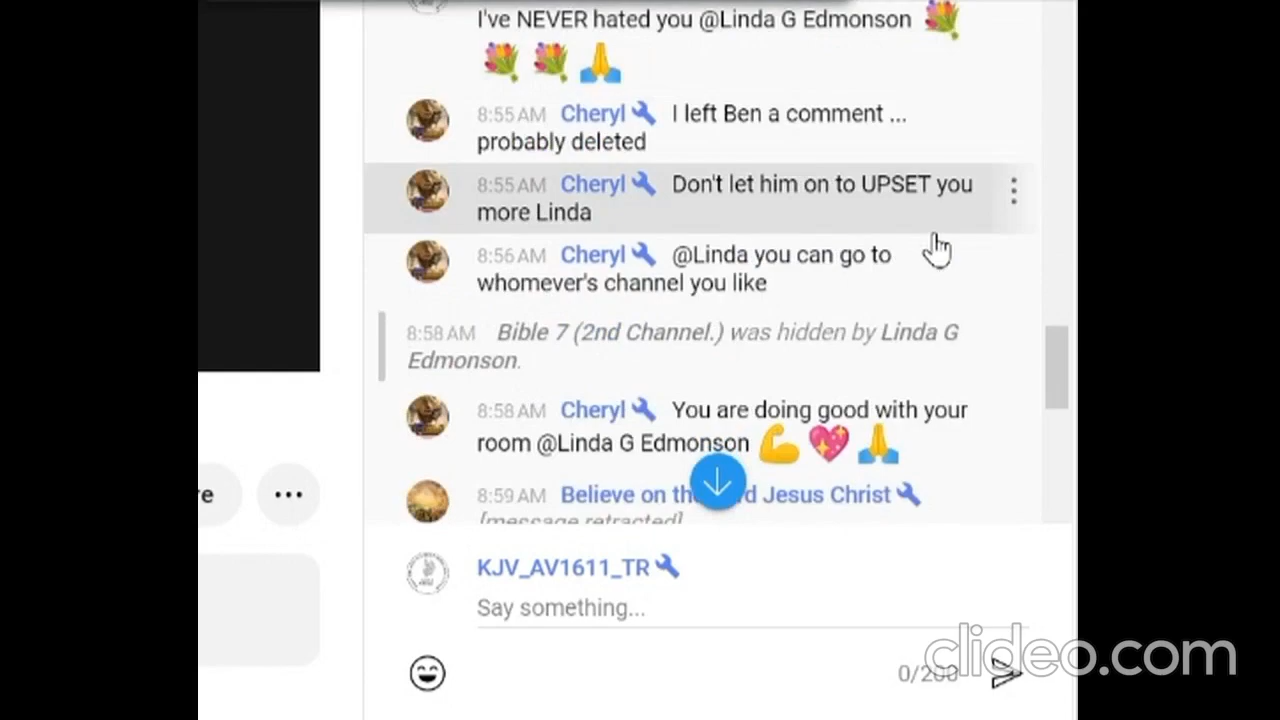 I've NEVER hated you @Linda G Edmonson 💐
💐 💐 🙏
8:55 AM Cheryl I left Ben a comment ...
probably deleted
8:55 AM Cheryl Don't let him on to UPSET you
more Linda
8:56 AM Cheryl @Linda you can go to
whomever's channel you like
8:58 AM Bible 7 (2nd Channel.) was hidden by Linda G
Edmonson.
8:58 AM Cheryl You are doing good with your
room @Linda G Edmonson 💪 💖 🙏
8:59 AM Believe on the Lord Jesus Christ
[message retracted]
KJV_AV1611_TR
Say something...
0/200
clideo.com